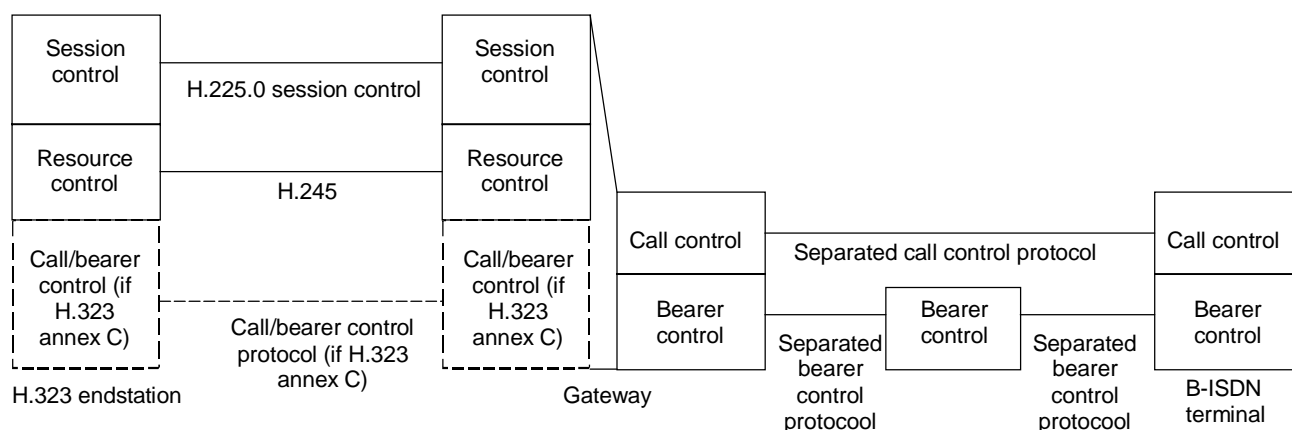 Session
control
H.225.0 session control
Session
control
Resource
control
H.245
Resource
control
Call/bearer
control (if
H.323
annex C)
Call/bearer control
protocol (if H.323
annex C)
Call/bearer
control (if
H.323
annex C)
Call control
Separated call control protocol
Call control
Bearer
control
Separated
bearer
control
protocool
Bearer
control
Separated
bearer
control
protocool
Bearer
control
H.323 endstation
Gateway
B-ISDN
terminal